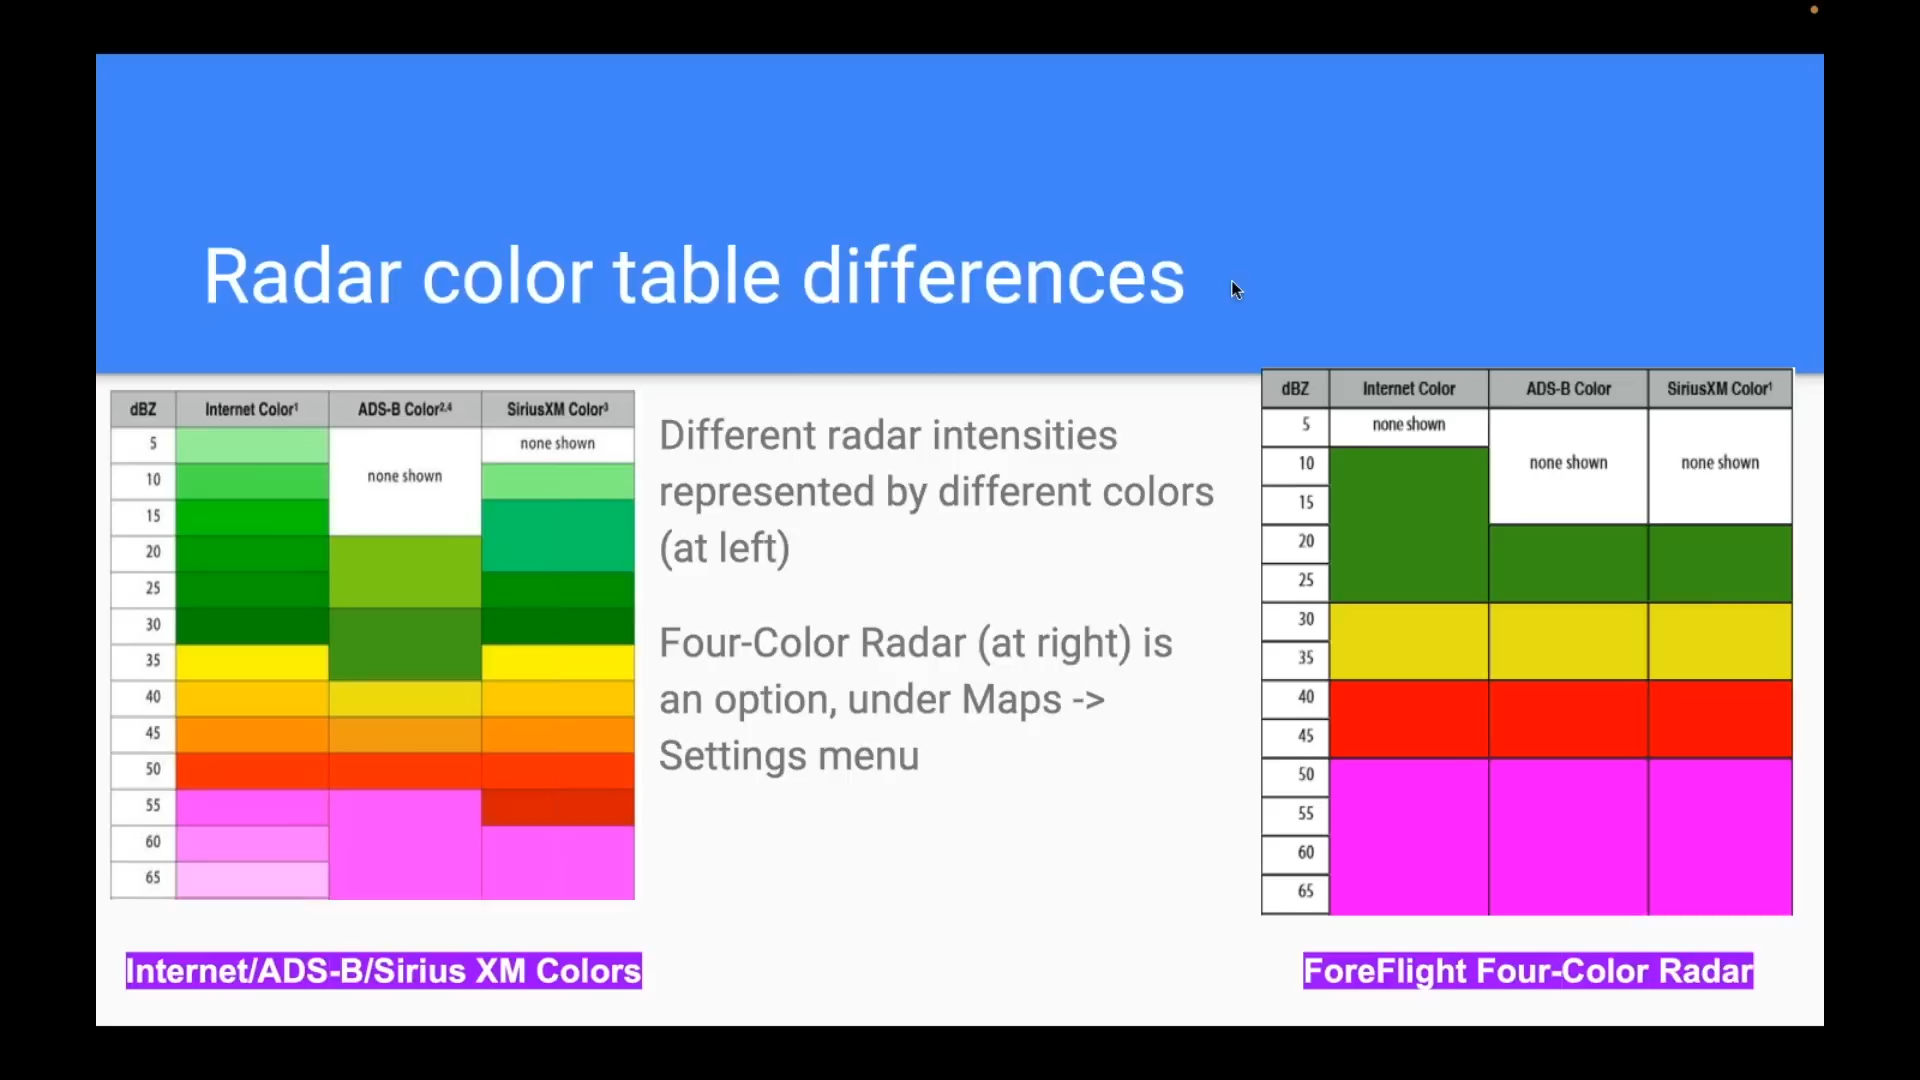 Radar color table differences
dBZ Internet Color¹ ADS-B Color²,⁴ SiriusXM Color³
5 none shown
10 none shown
15
20
25
30
35
40
45
50
55
60
65
Internet/ADS-B/Sirius XM Colors
Different radar intensities
represented by different colors
(at left)
Four-Color Radar (at right) is
an option, under Maps ->
Settings menu
dBZ Internet Color ADS-B Color SiriusXM Color¹
5 none shown
10 none shown none shown
15
20
25
30
35
40
45
50
55
60
65
ForeFlight Four-Color Radar